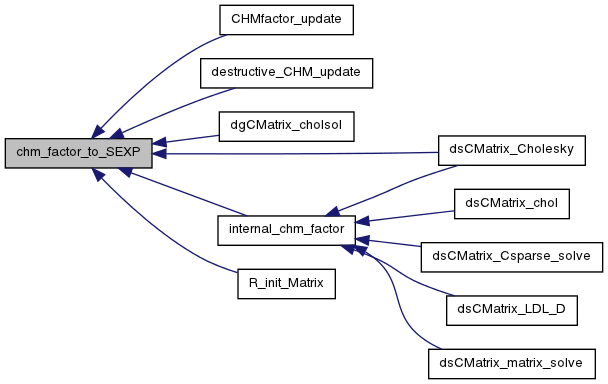 CHMfactor_update
destructive_CHM_update
dgCMatrix_cholsol
chm_factor_to_SEXP
dsCMatrix_Cholesky
dsCMatrix_chol
internal_chm_factor
dsCMatrix_Csparse_solve
R_init_Matrix
dsCMatrix_LDL_D
dsCMatrix_matrix_solve